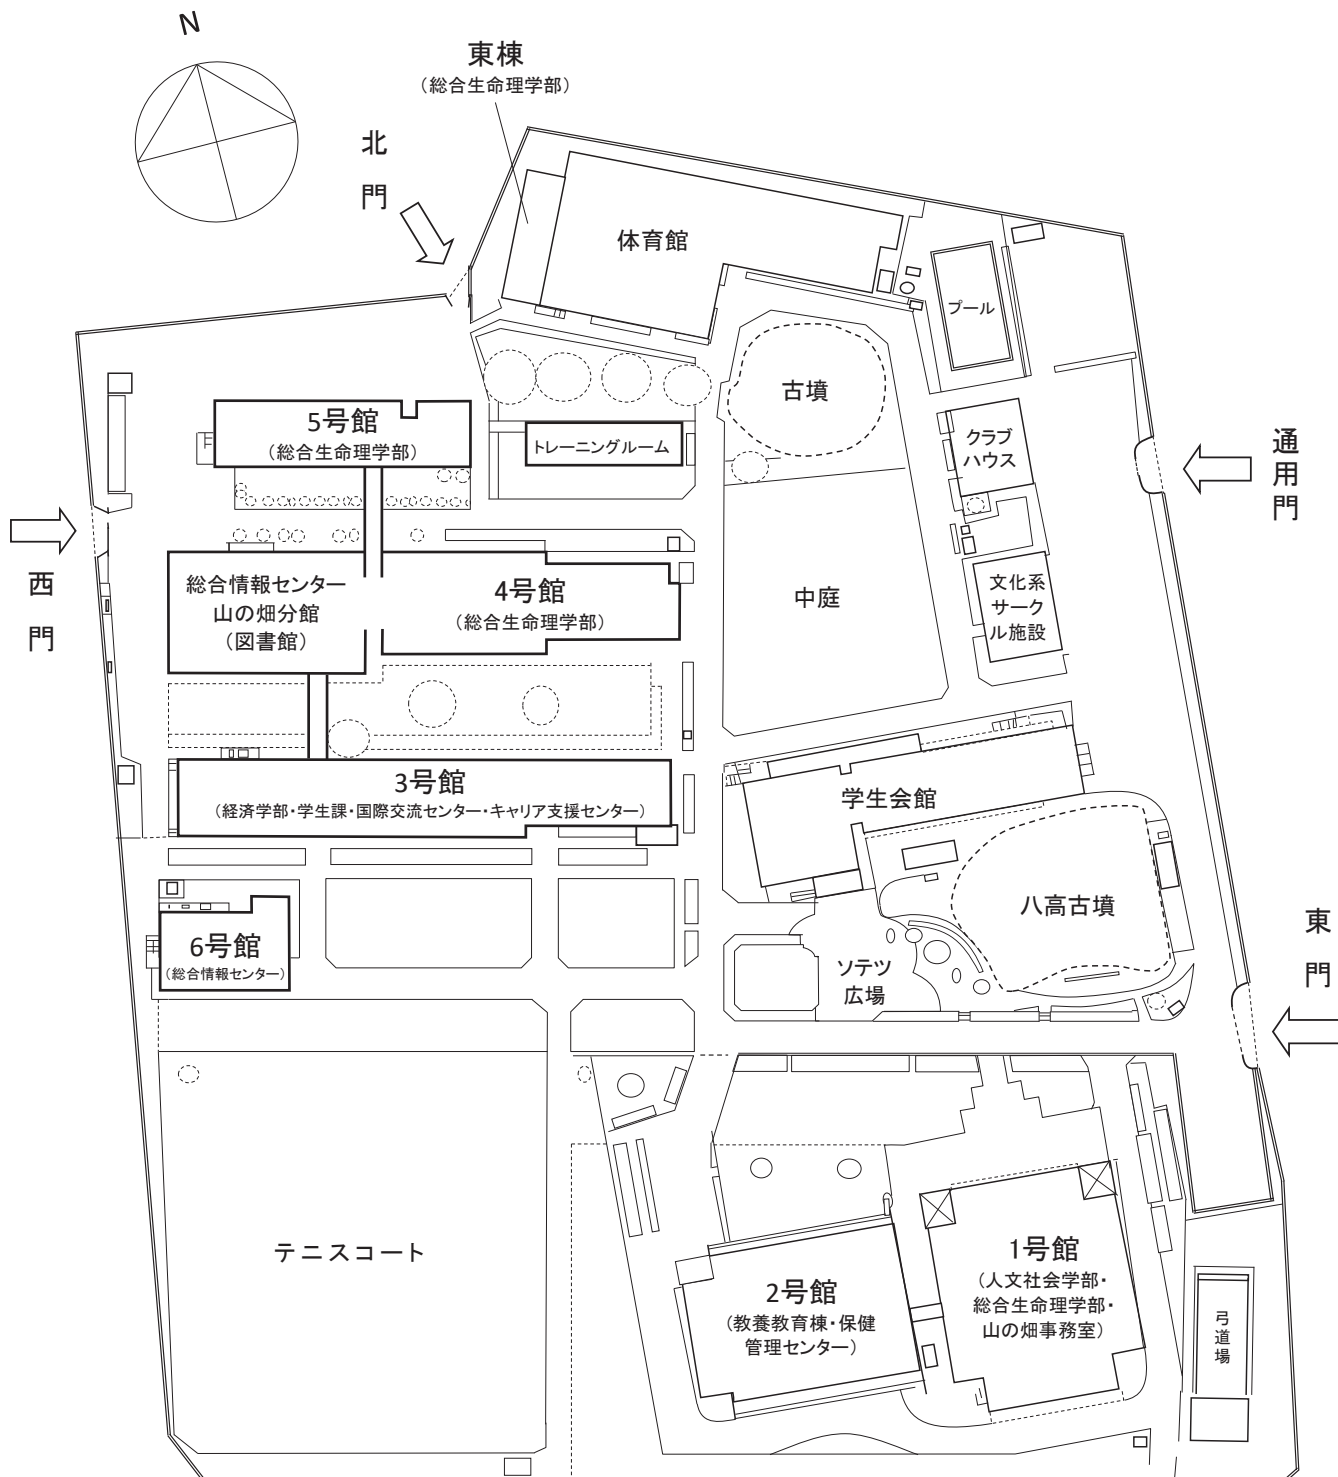 N
東棟
（総合生命理学部）
北
門
体育館
プール
古墳
5号館
（総合生命理学部）
トレーニングルーム
クラブ
ハウス
通
用
門
西
門
総合情報センター
山の畑分館
（図書館）
4号館
（総合生命理学部）
中庭
文化系
サーク
ル施設
3号館
（経済学部・学生課・国際交流センター・キャリア支援センター）
学生会館
八高古墳
6号館
（総合情報センター）
ソテツ
広場
東
門
テニスコート
2号館
（教養教育棟・保健
管理センター）
1号館
（人文社会学部・
総合生命理学部・
山の畑事務室）
弓
道
場